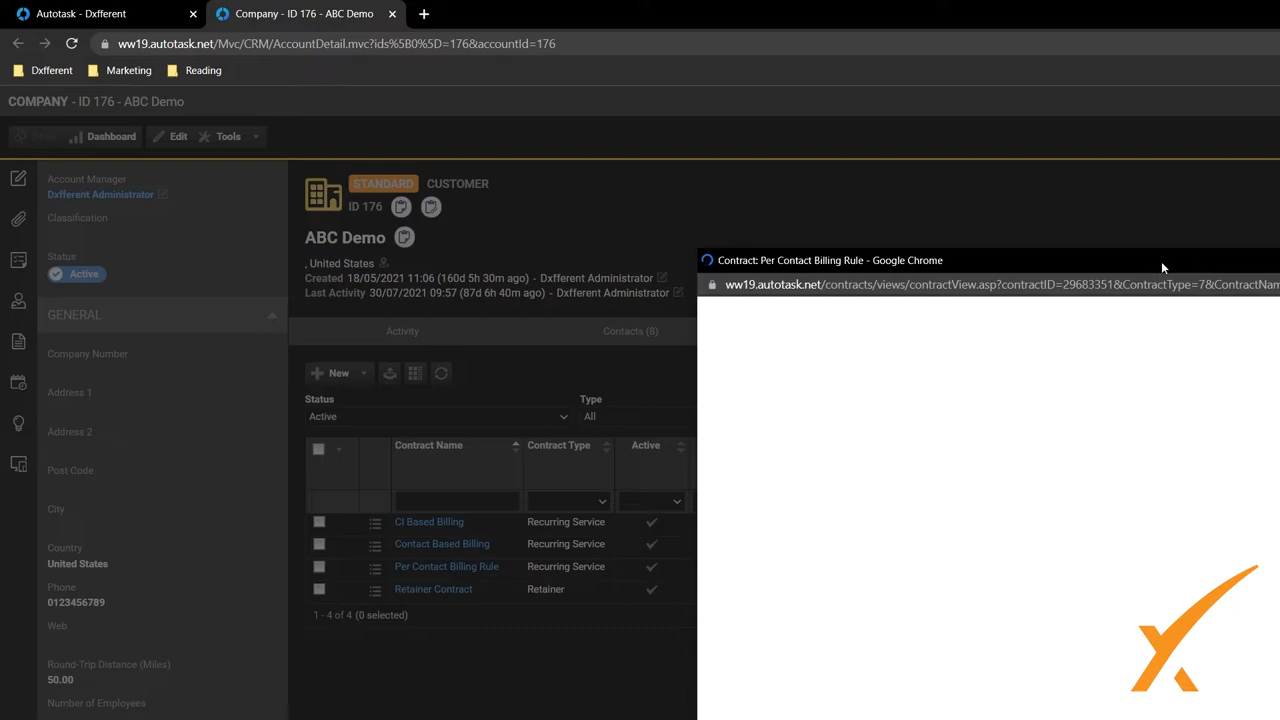 Autotask - Dxfferent
Company - ID 176 - ABC Demo
ww19.autotask.net/Mvc/CRM/AccountDetail.mvc?ids%5B0%5D=176&accountId=176
Dxfferent Marketing Reading
COMPANY - ID 176 - ABC Demo
Dashboard Edit Tools
Account Manager
Dxfferent Administrator
Classification
Status
Active
GENERAL
Company Number
Address 1
Address 2
Post Code
City
Country
United States
Phone
0123456789
Web
Round-Trip Distance (Miles)
50.00
Number of Employees
STANDARD CUSTOMER
ID 176
ABC Demo
, United States
Created 18/05/2021 11:06 (160d 5h 30m ago) - Dxfferent Administrator
Last Activity 30/07/2021 09:57 (87d 6h 40m ago) - Dxfferent Administrator
Activity Contacts (8)
New
Status Type
Active All
Contract Name Contract Type Active
CI Based Billing Recurring Service
Contact Based Billing Recurring Service
Per Contact Billing Rule Recurring Service
Retainer Contract Retainer
1 - 4 of 4 (0 selected)
Contract: Per Contact Billing Rule - Google Chrome
ww19.autotask.net/contracts/views/contractView.asp?contractID=29683351&ContractType=7&ContractNam